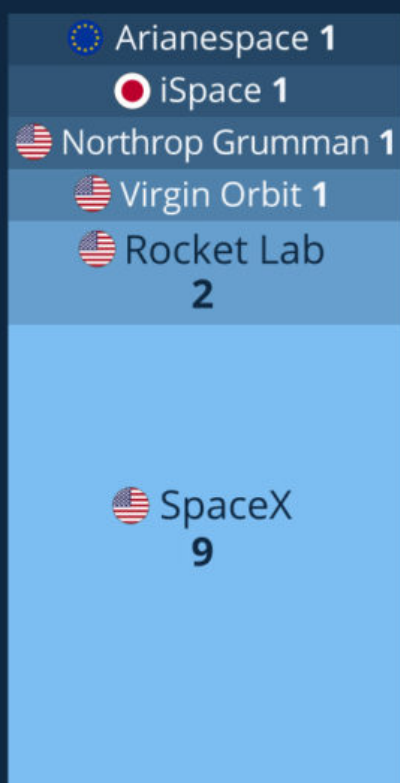 Arianespace 1
iSpace 1
Northrop Grumman 1
Virgin Orbit 1
Rocket Lab
2
SpaceX
9